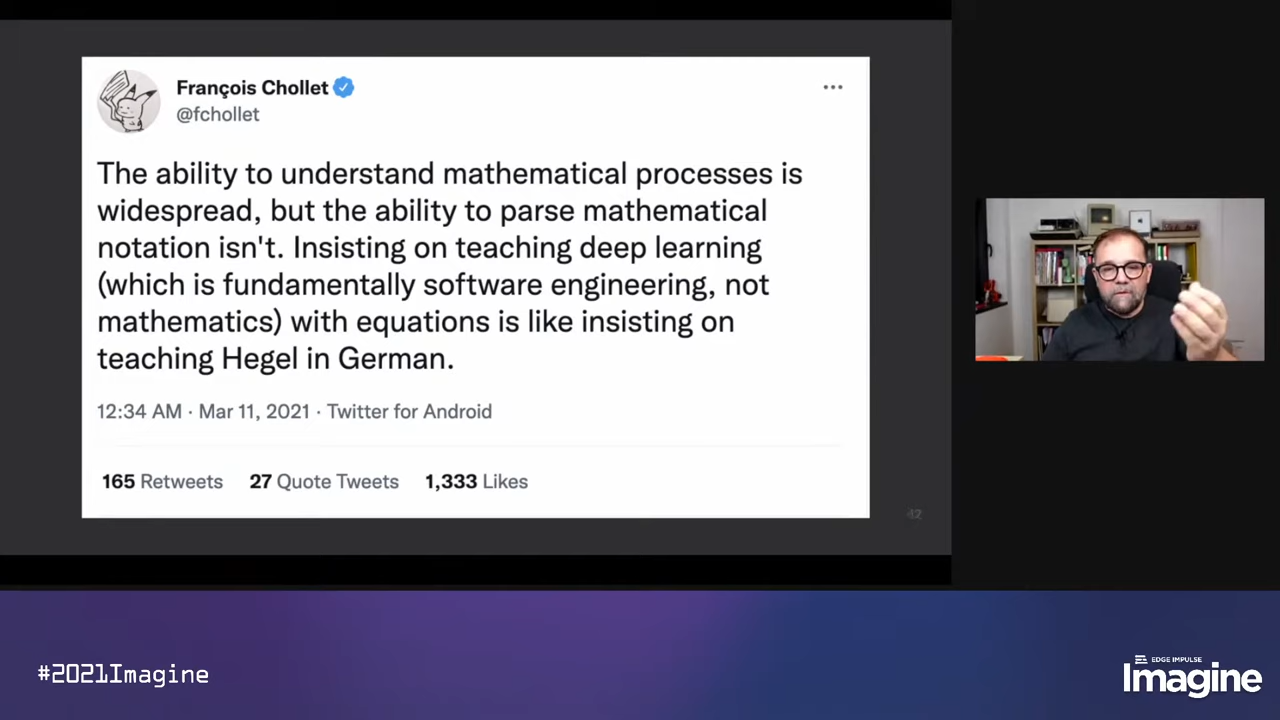 François Chollet
@fchollet
The ability to understand mathematical processes is
widespread, but the ability to parse mathematical
notation isn't. Insisting on teaching deep learning
(which is fundamentally software engineering, not
mathematics) with equations is like insisting on
teaching Hegel in German.
12:34 AM · Mar 11, 2021 · Twitter for Android
165 Retweets 27 Quote Tweets 1,333 Likes
42
#2021Imagine
EDGE IMPULSE
Imagine